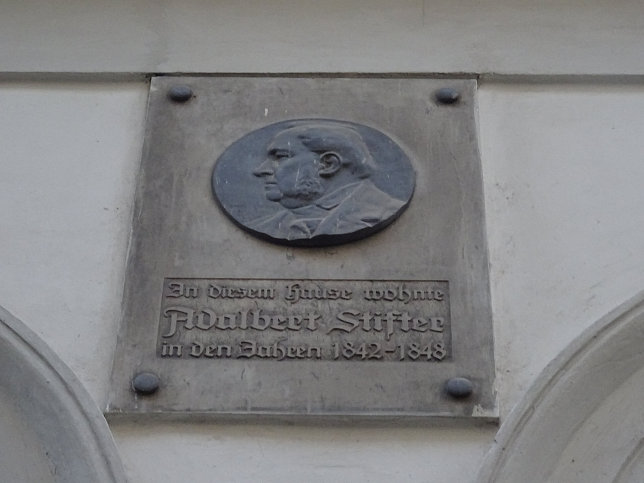 In diesem Hause wohnte
Adalbert Stifter
in den Jahren 1842-1848